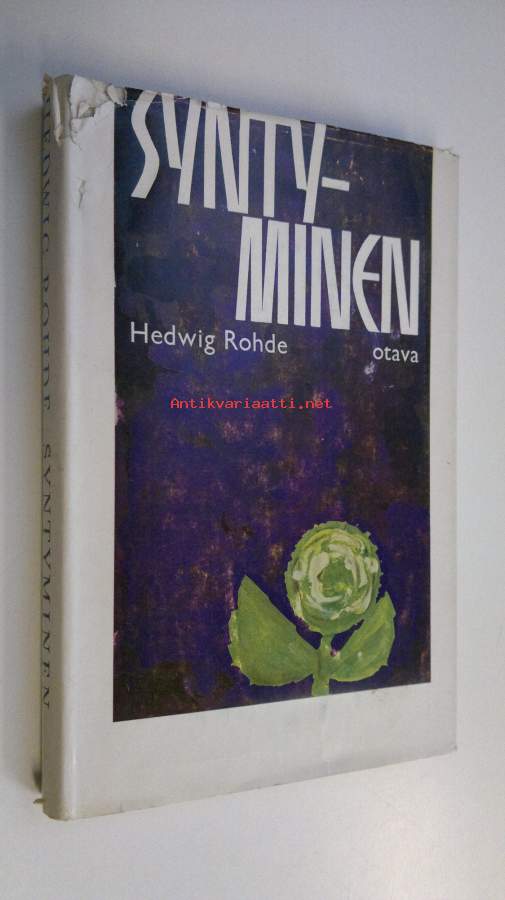 SYNTY-
MINEN
Hedwig Rohde
otava
Antikvariaatti.net
HEDWIG ROHDE SYNTYMINEN